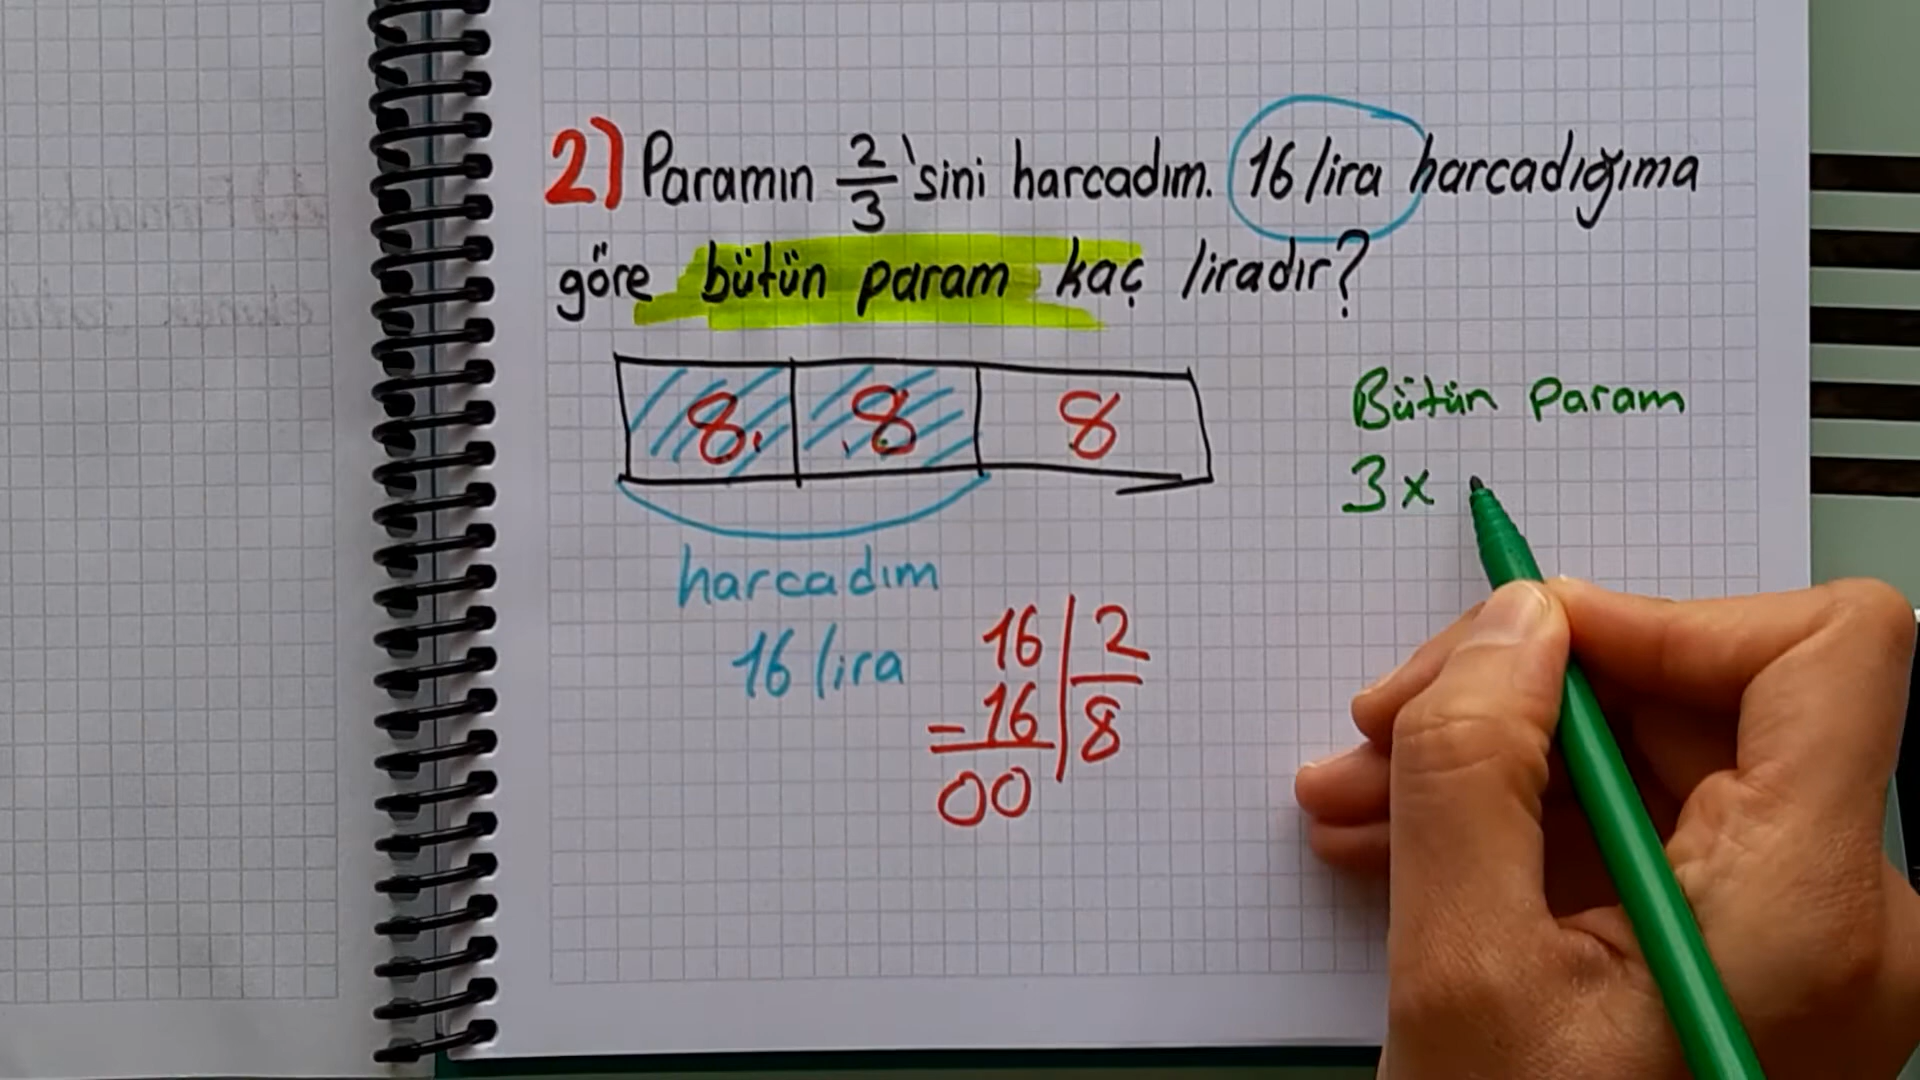 2) Paramın 2/3'sini harcadım. 16 lira harcadığıma
göre bütün param kaç liradır?
8 8 8
harcadım
16 lira
Bütün Param
3 x
16 | 2
- 16 | 8
00